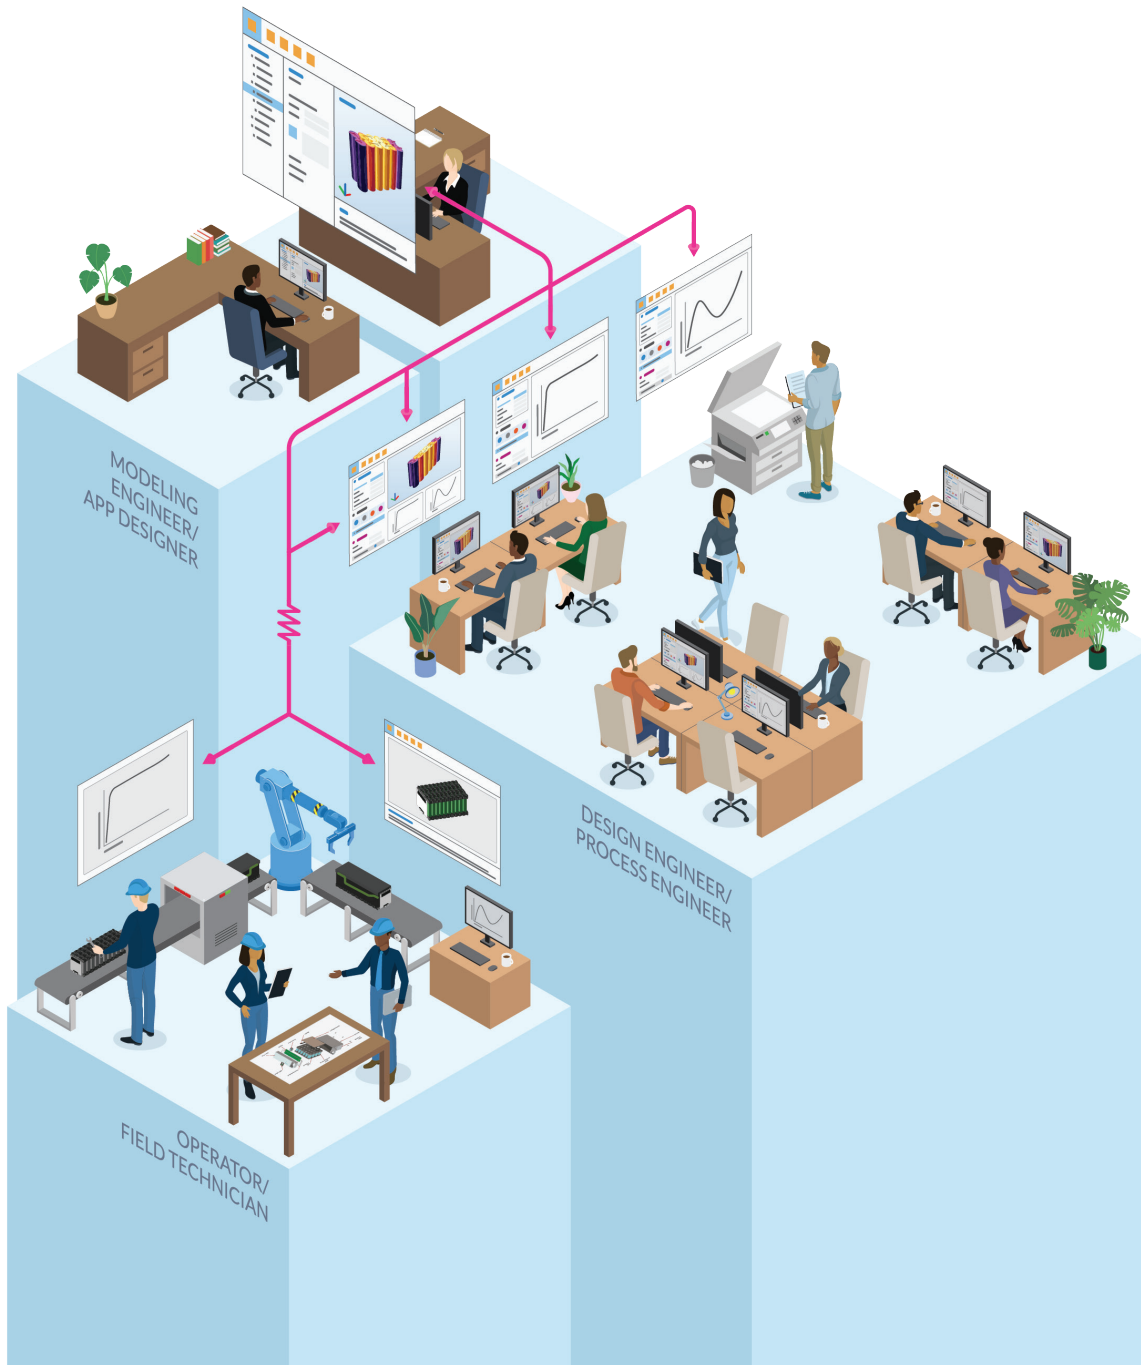 MODELING
ENGINEER/
APP DESIGNER
DESIGN ENGINEER/
PROCESS ENGINEER
OPERATOR/
FIELD TECHNICIAN